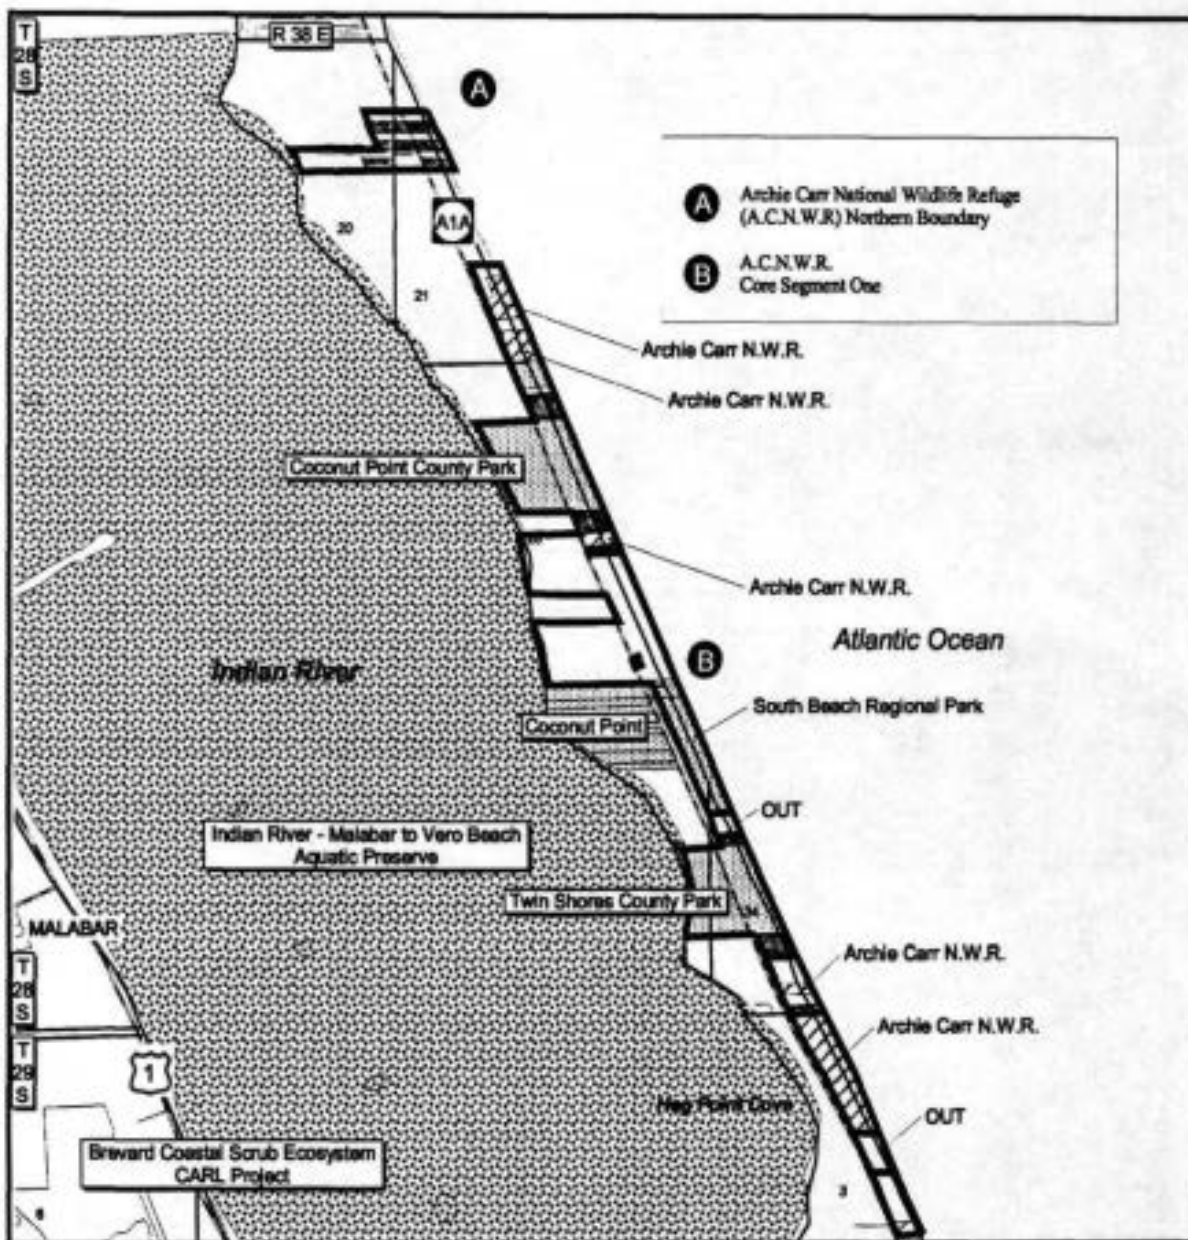 T
28
S
R 38 E
A
A
Archie Carr National Wildlife Refuge
(A.C.N.W.R) Northern Boundary
B
A.C.N.W.R.
Core Segment One
A1A
20
21
Archie Carr N.W.R.
Archie Carr N.W.R.
Coconut Point County Park
Archie Carr N.W.R.
Atlantic Ocean
B
Indian River
South Beach Regional Park
Coconut Point
OUT
Indian River - Malabar to Vero Beach
Aquatic Preserve
Twin Shores County Park
34
MALABAR
Archie Carr N.W.R.
T
28
S
Archie Carr N.W.R.
T
29
S
1
Hog Point Cove
OUT
Brevard Coastal Scrub Ecosystem
CARL Project
3
6